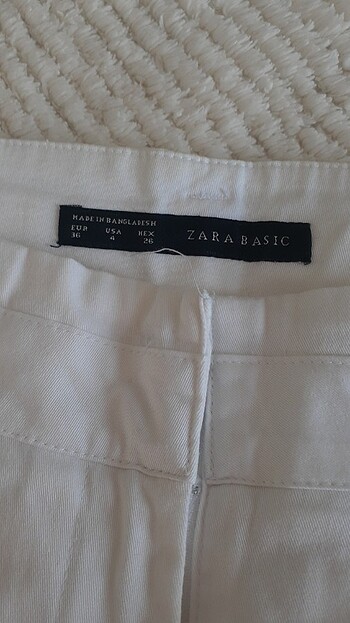 MADE IN BANGLADESH
EUR USA MEX
36 4 26
ZARA BASIC